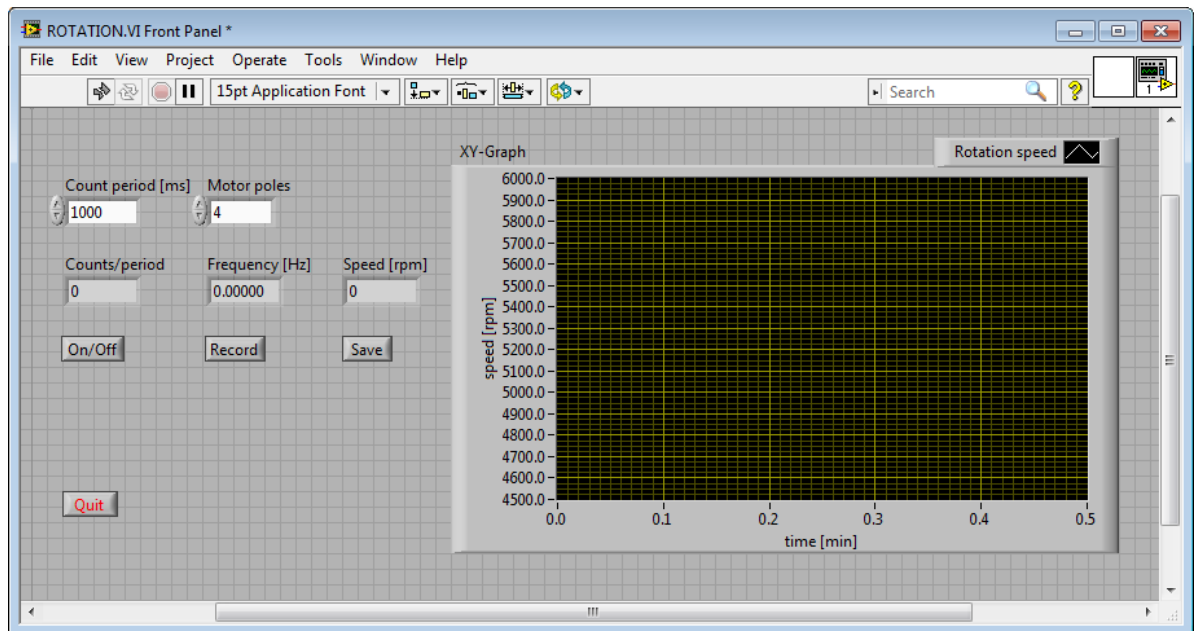 ROTATION.VI Front Panel *
File Edit View Project Operate Tools Window Help
15pt Application Font
Search
1
XY-Graph
Rotation speed
Count period [ms] Motor poles
1000 4
Counts/period Frequency [Hz] Speed [rpm]
0 0.00000 0
On/Off Record Save
Quit
speed [rpm]
6000.0
5900.0
5800.0
5700.0
5600.0
5500.0
5400.0
5300.0
5200.0
5100.0
5000.0
4900.0
4800.0
4700.0
4600.0
4500.0
0.0 0.1 0.2 0.3 0.4 0.5
time [min]